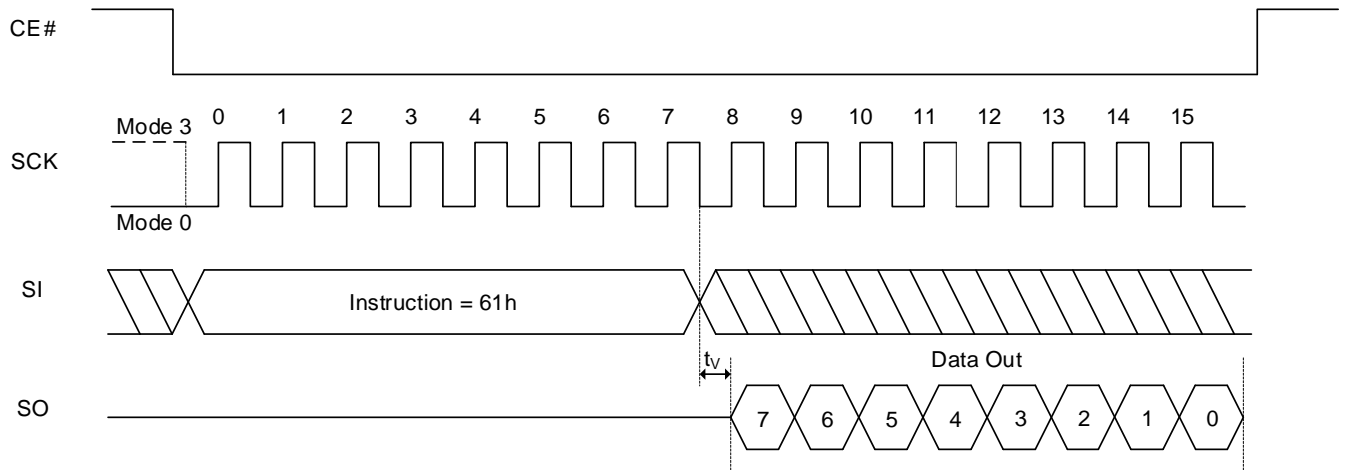 CE#
0 1 2 3 4 5 6 7 8 9 10 11 12 13 14 15
Mode 3
SCK
Mode 0
SI
Instruction = 61h
tV
Data Out
SO
7 6 5 4 3 2 1 0